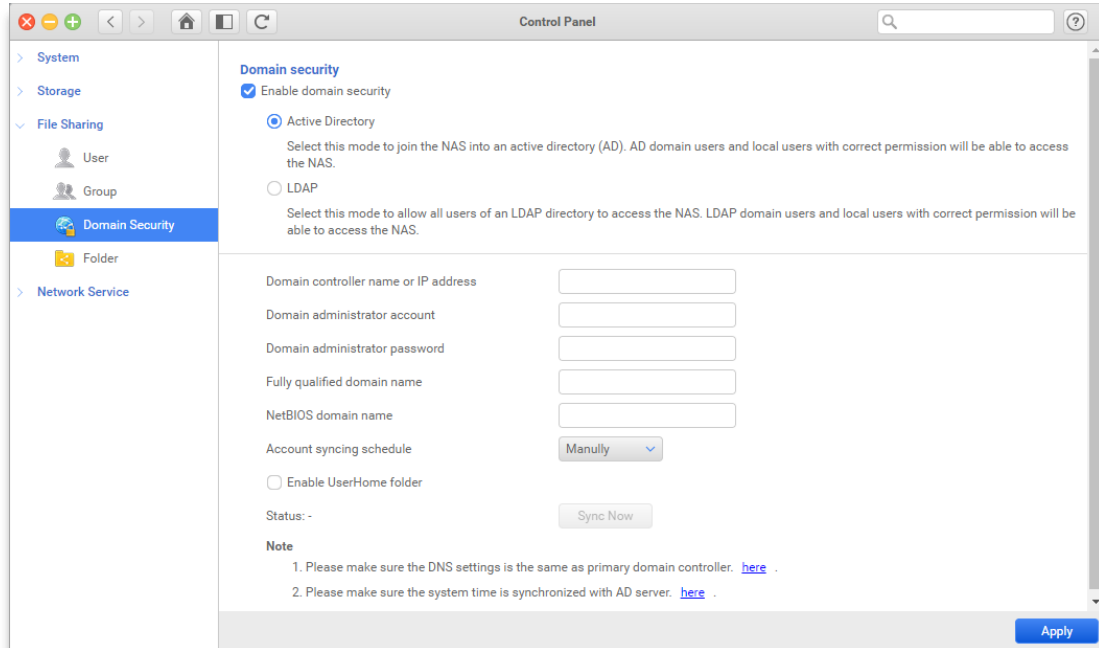 Control Panel
?
System
Storage
File Sharing
User
Group
Domain Security
Folder
Network Service
Domain security
Enable domain security
Active Directory
Select this mode to join the NAS into an active directory (AD). AD domain users and local users with correct permission will be able to access
the NAS.
LDAP
Select this mode to allow all users of an LDAP directory to access the NAS. LDAP domain users and local users with correct permission will be
able to access the NAS.
Domain controller name or IP address
Domain administrator account
Domain administrator password
Fully qualified domain name
NetBIOS domain name
Account syncing schedule Manully
Enable UserHome folder
Status: - Sync Now
Note
1. Please make sure the DNS settings is the same as primary domain controller. here .
2. Please make sure the system time is synchronized with AD server. here .
Apply